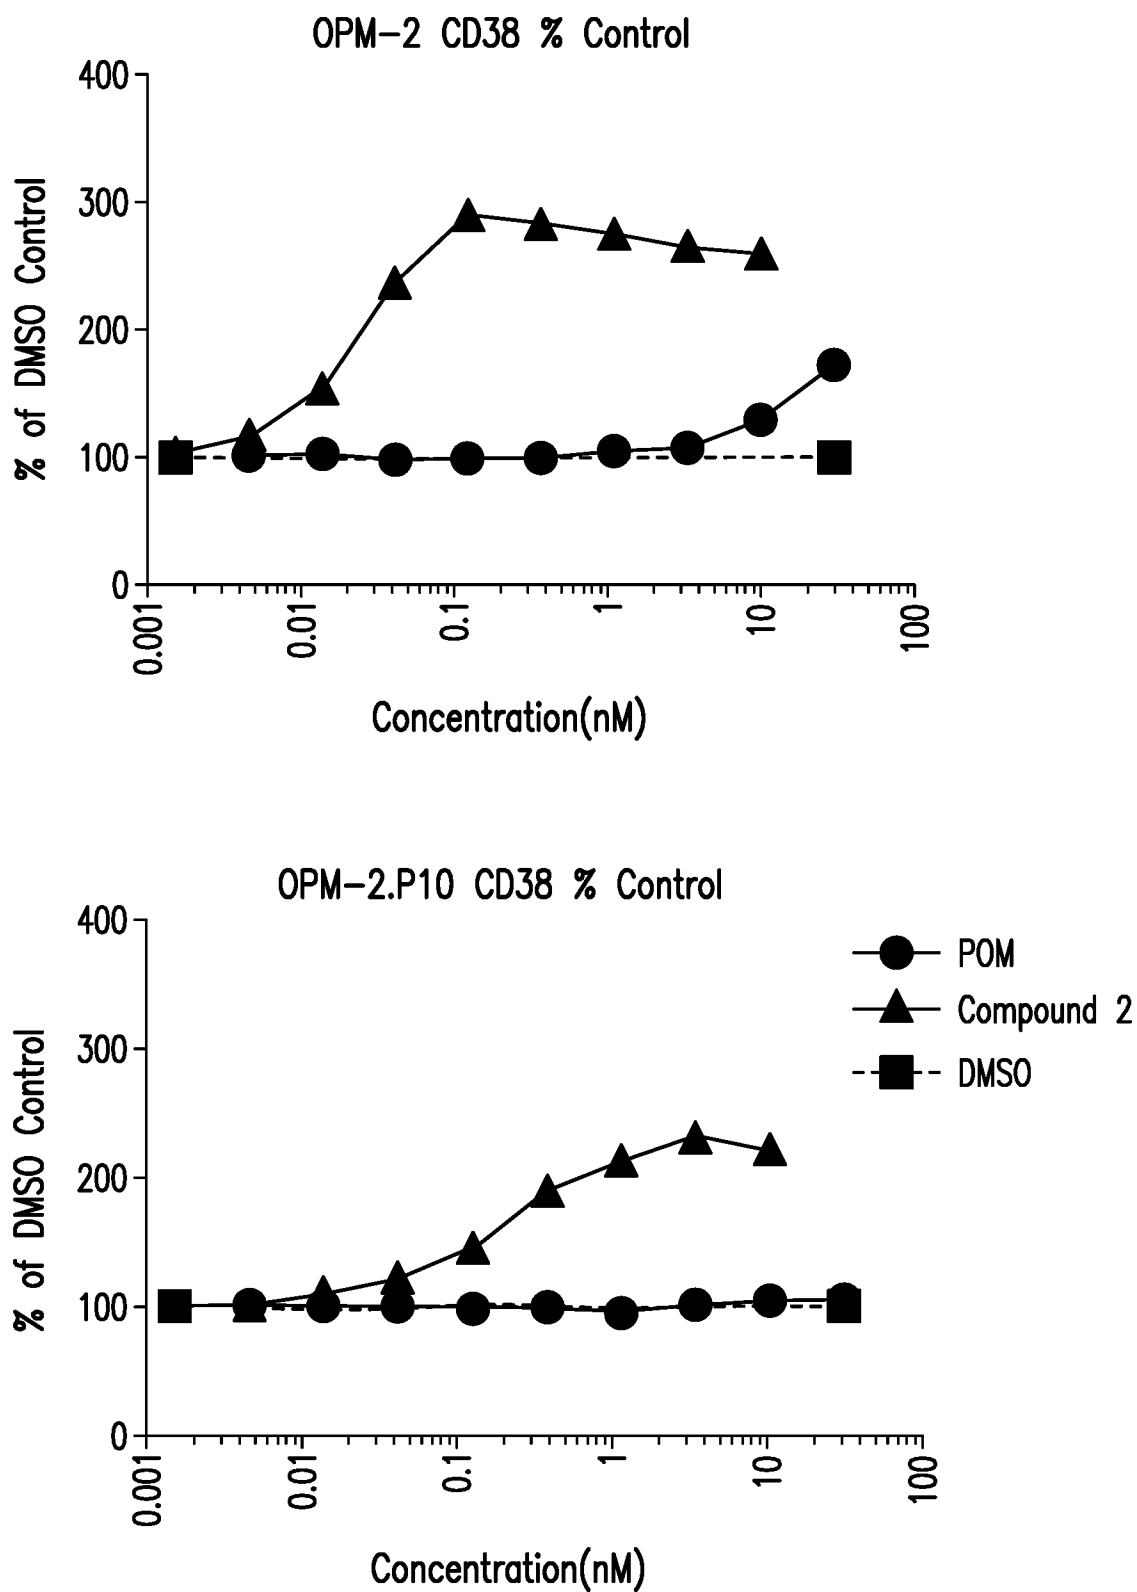 OPM-2 CD38 % Control
% of DMSO Control
400
300
200
100
0
0.001
0.01
0.1
1
10
100
Concentration(nM)
OPM-2.P10 CD38 % Control
% of DMSO Control
400
300
200
100
0
0.001
0.01
0.1
1
10
100
Concentration(nM)
POM
Compound 2
DMSO